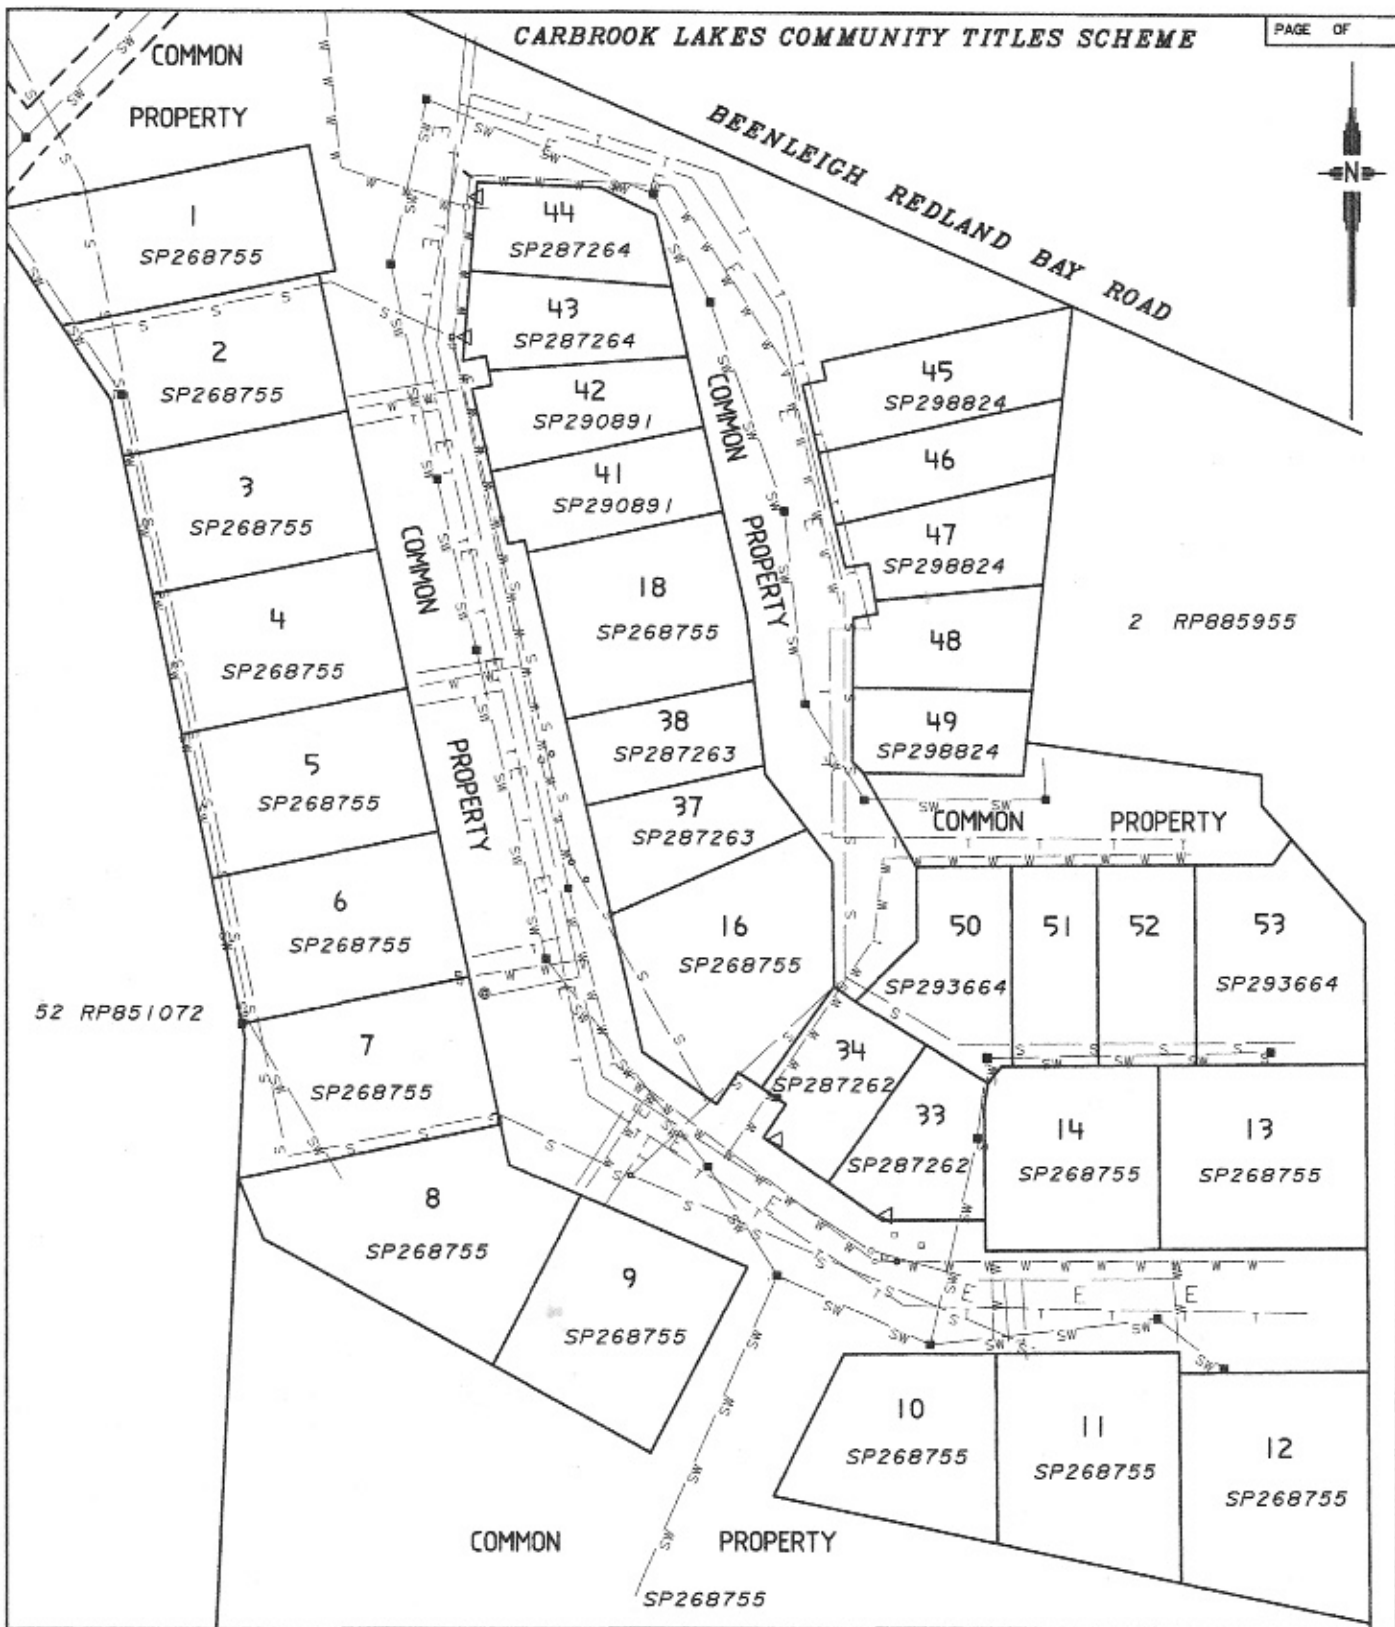 CARBROOK LAKES COMMUNITY TITLES SCHEME
PAGE OF
COMMON
PROPERTY
BEENLEIGH REDLAND BAY ROAD
N
1
SP268755
2
SP268755
3
SP268755
4
SP268755
5
SP268755
6
SP268755
7
SP268755
8
SP268755
9
SP268755
52 RP851072
COMMON
PROPERTY
44
SP287264
43
SP287264
42
SP290891
41
SP290891
18
SP268755
38
SP287263
37
SP287263
16
SP268755
COMMON
PROPERTY
45
SP298824
46
47
SP298824
48
49
SP298824
2 RP885955
COMMON PROPERTY
50
SP293664
51
52
53
SP293664
34
SP287262
33
SP287262
14
SP268755
13
SP268755
10
SP268755
11
SP268755
12
SP268755
COMMON PROPERTY
SP268755